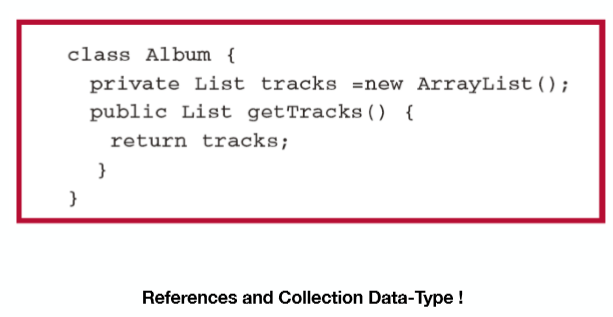 class Album {
private List tracks =new ArrayList();
public List getTracks() {
return tracks;
}
}
References and Collection Data-Type !